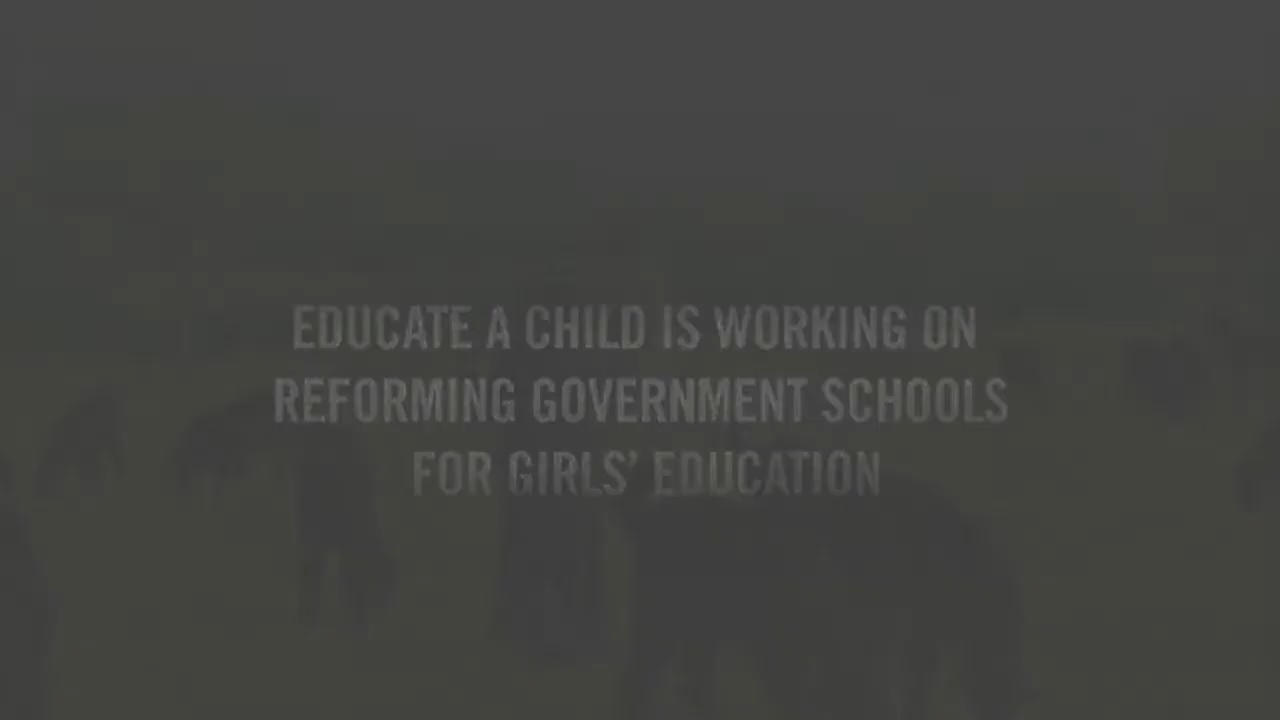 EDUCATE A CHILD IS WORKING ON
REFORMING GOVERNMENT SCHOOLS
FOR GIRLS’ EDUCATION